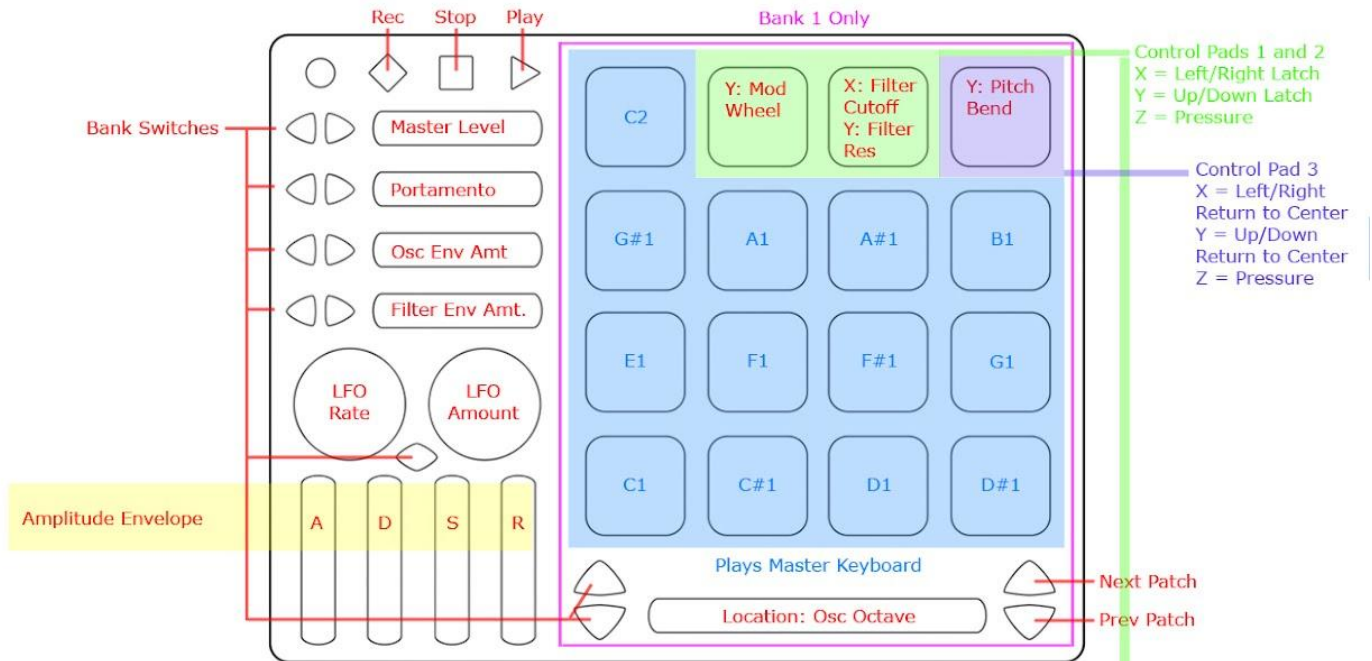 Rec Stop Play
Bank 1 Only
Control Pads 1 and 2
X = Left/Right Latch
Y = Up/Down Latch
Z = Pressure
Bank Switches
Master Level
Portamento
Osc Env Amt
Filter Env Amt.
LFO
Rate
LFO
Amount
Amplitude Envelope
A D S R
C2
Y: Mod
Wheel
X: Filter
Cutoff
Y: Filter
Res
Y: Pitch
Bend
Control Pad 3
X = Left/Right
Return to Center
Y = Up/Down
Return to Center
Z = Pressure
G#1 A1 A#1 B1
E1 F1 F#1 G1
C1 C#1 D1 D#1
Plays Master Keyboard
Location: Osc Octave
Next Patch
Prev Patch